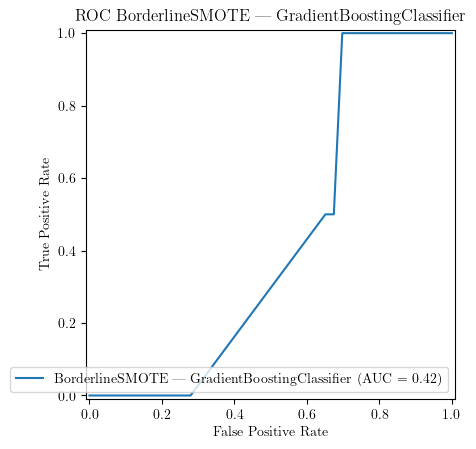 ROC BorderlineSMOTE — GradientBoostingClassifier
1.0
0.8
0.6
0.4
0.2
0.0
True Positive Rate
BorderlineSMOTE — GradientBoostingClassifier (AUC = 0.42)
0.0 0.2 0.4 0.6 0.8 1.0
False Positive Rate